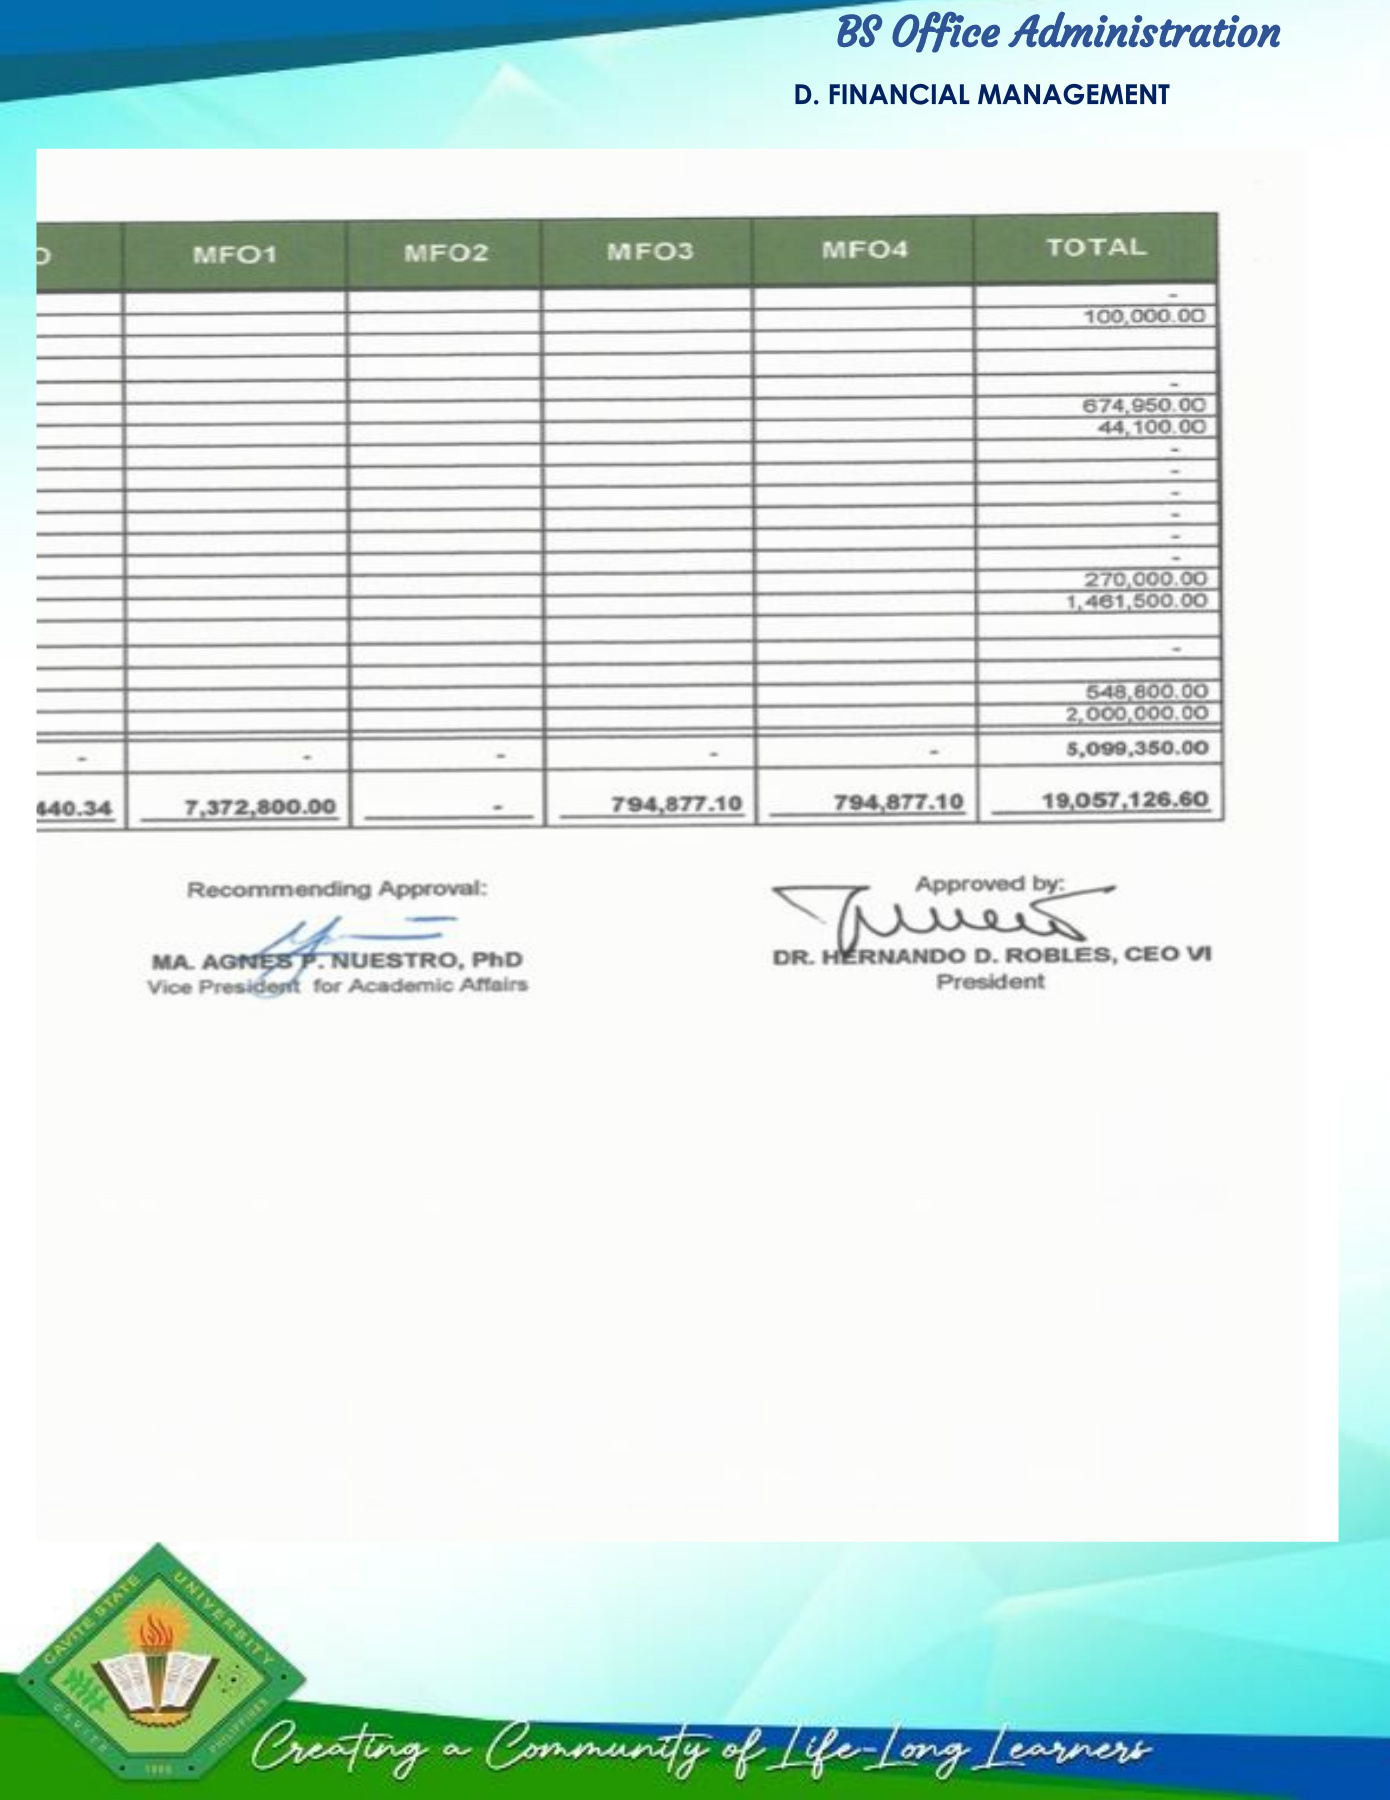 BS Office Administration
D. FINANCIAL MANAGEMENT
O MFO1 MFO2 MFO3 MFO4 TOTAL
-
100,000.00
-
674,950.00
44,100.00
-
-
-
-
-
-
270,000.00
1,461,500.00
-
548,800.00
2,000,000.00
- - - - - 5,099,350.00
440.34 7,372,800.00 - 794,877.10 794,877.10 19,057,126.60
Recommending Approval: Approved by:
MA. AGNES P. NUESTRO, PhD DR. HERNANDO D. ROBLES, CEO VI
Vice President for Academic Affairs President
CAVITE STATE UNIVERSITY
CAVITE 1906 PHILIPPINES
Creating a Community of Life-Long Learners